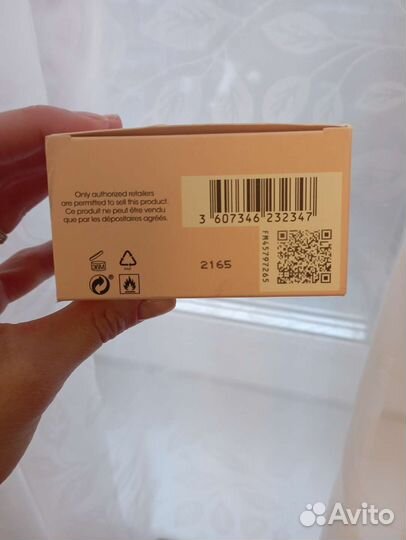 Only authorized retailers
are permitted to sell this product.
Ce produit ne peut être vendu
que par les dépositaires agréés.
3 607346 232347
FM45797265
2165
Avito